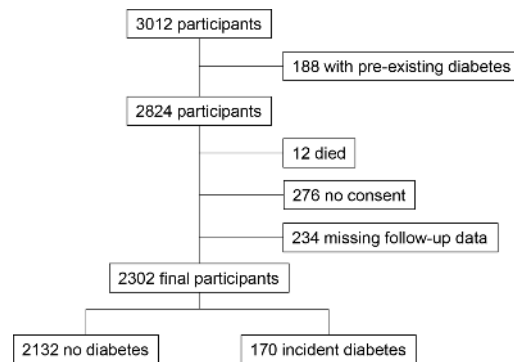 3012 participants
188 with pre-existing diabetes
2824 participants
12 died
276 no consent
234 missing follow-up data
2302 final participants
2132 no diabetes
170 incident diabetes